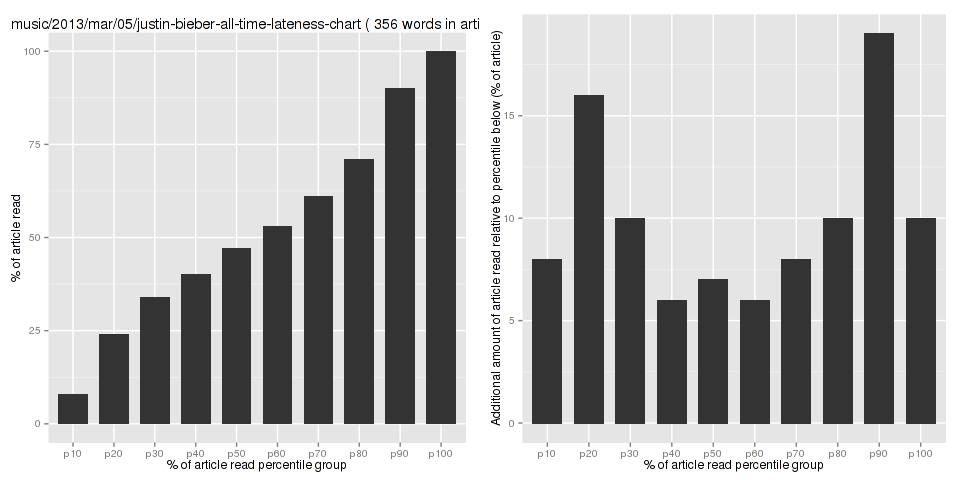 music/2013/mar/05/justin-bieber-all-time-lateness-chart ( 356 words in arti
% of article read
100
75
50
25
0
p10 p20 p30 p40 p50 p60 p70 p80 p90 p100
% of article read percentile group
Additional amount of article read relative to percentile below (% of article)
15
10
5
0
p10 p20 p30 p40 p50 p60 p70 p80 p90 p100
% of article read percentile group